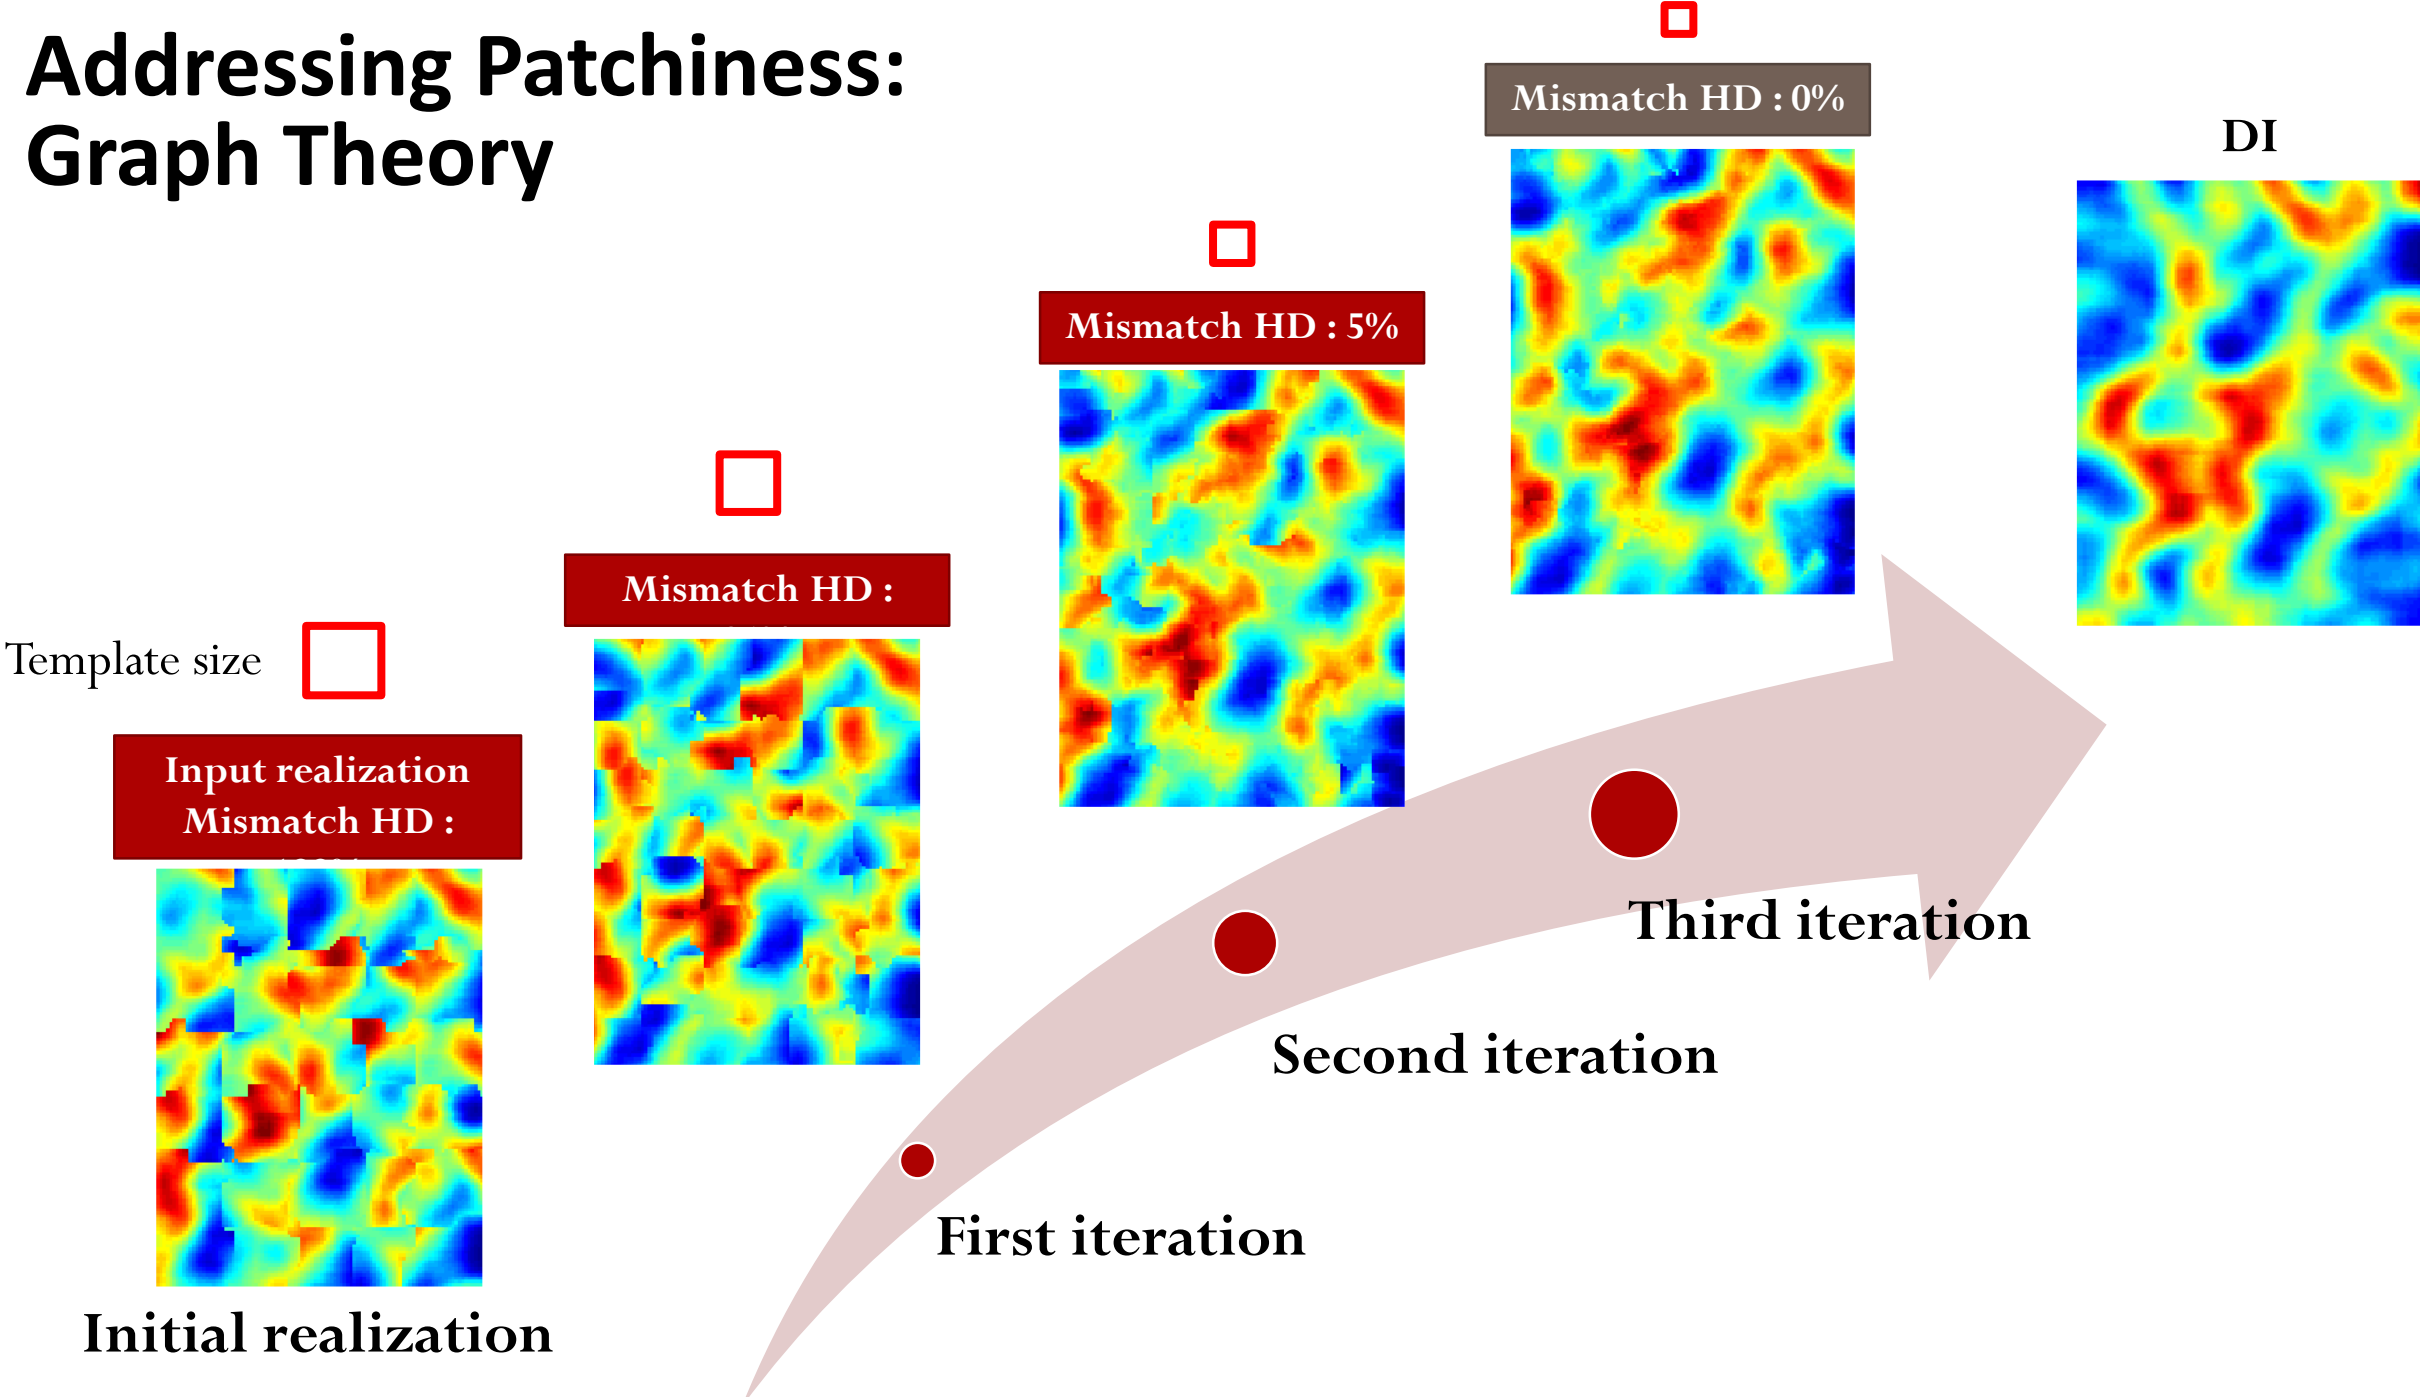 Addressing Patchiness:
Graph Theory
Mismatch HD : 0%
DI
Mismatch HD : 5%
Mismatch HD :
Template size
Input realization
Mismatch HD :
Third iteration
Second iteration
First iteration
Initial realization